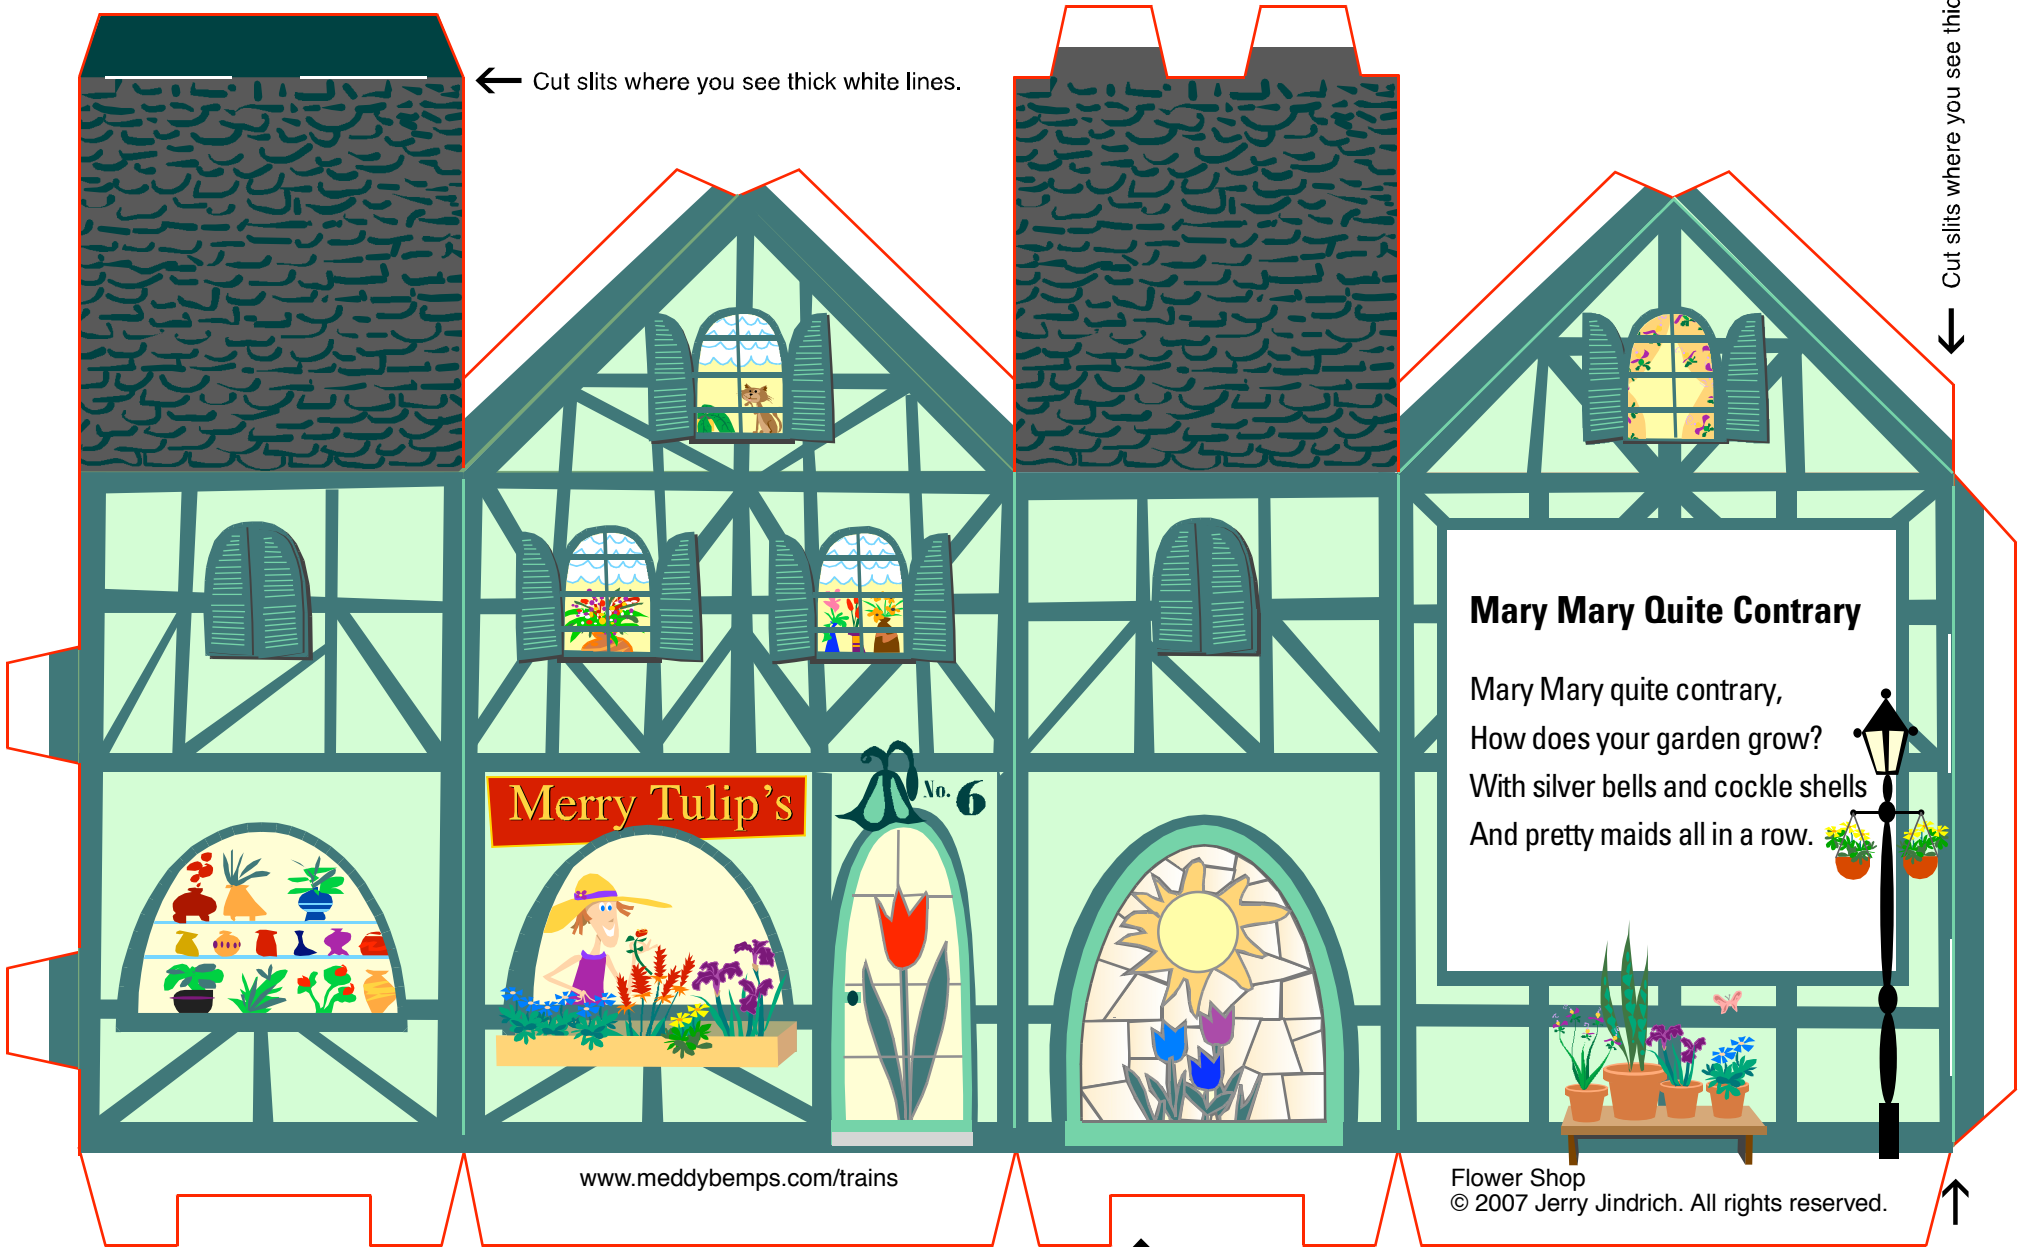 Cut slits where you see thick white lines.
Cut slits where you see thic
Mary Mary Quite Contrary
Mary Mary quite contrary,
How does your garden grow?
With silver bells and cockle shells
And pretty maids all in a row.
Merry Tulip's
No. 6
www.meddybemps.com/trains
Flower Shop
© 2007 Jerry Jindrich. All rights reserved.